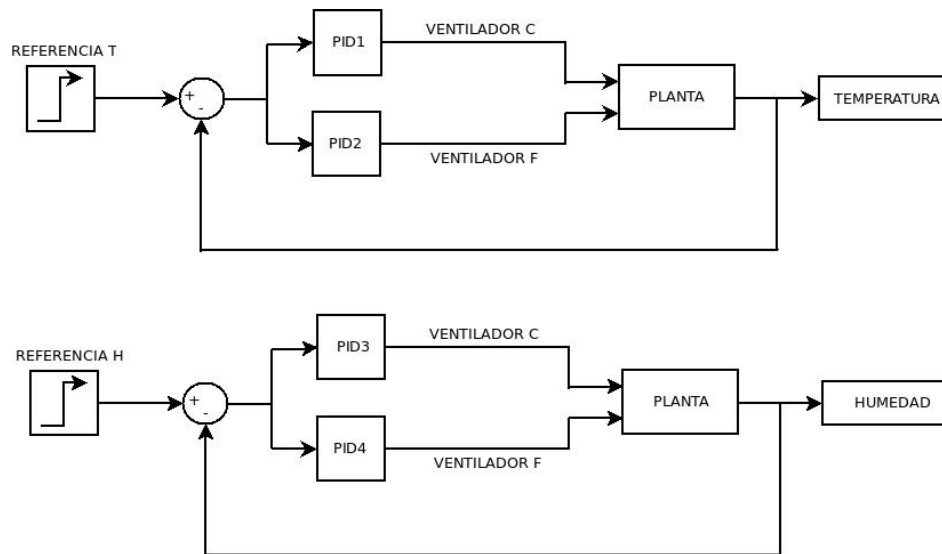 REFERENCIA T
+
-
PID1
VENTILADOR C
PID2
VENTILADOR F
PLANTA
TEMPERATURA
REFERENCIA H
+
-
PID3
VENTILADOR C
PID4
VENTILADOR F
PLANTA
HUMEDAD